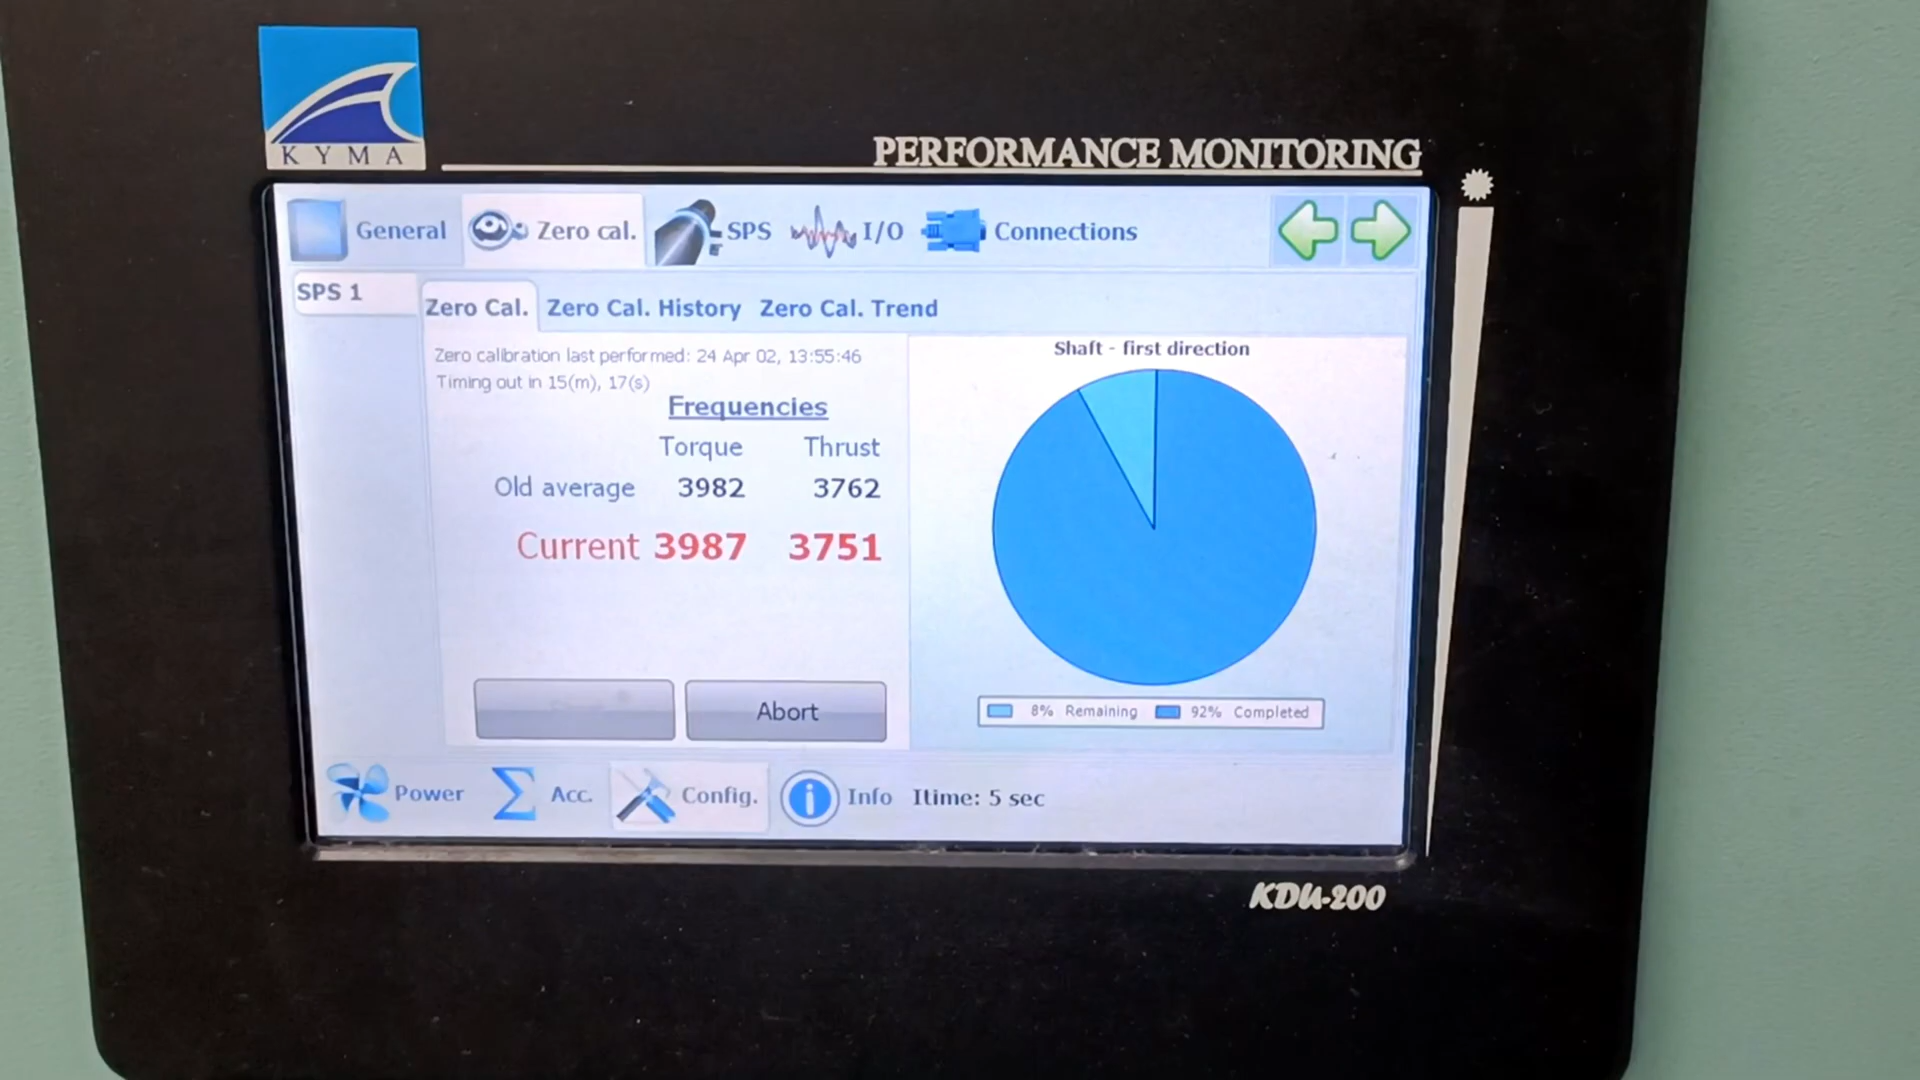 KYMA
PERFORMANCE MONITORING
General Zero cal. SPS I/O Connections
SPS 1
Zero Cal. Zero Cal. History Zero Cal. Trend
Zero calibration last performed: 24 Apr 02, 13:55:46
Timing out in 15(m), 17(s)
Frequencies
Torque Thrust
Old average 3982 3762
Current 3987 3751
Abort
Shaft - first direction
8% Remaining 92% Completed
Power Acc. Config. Info Itime: 5 sec
KDU-200